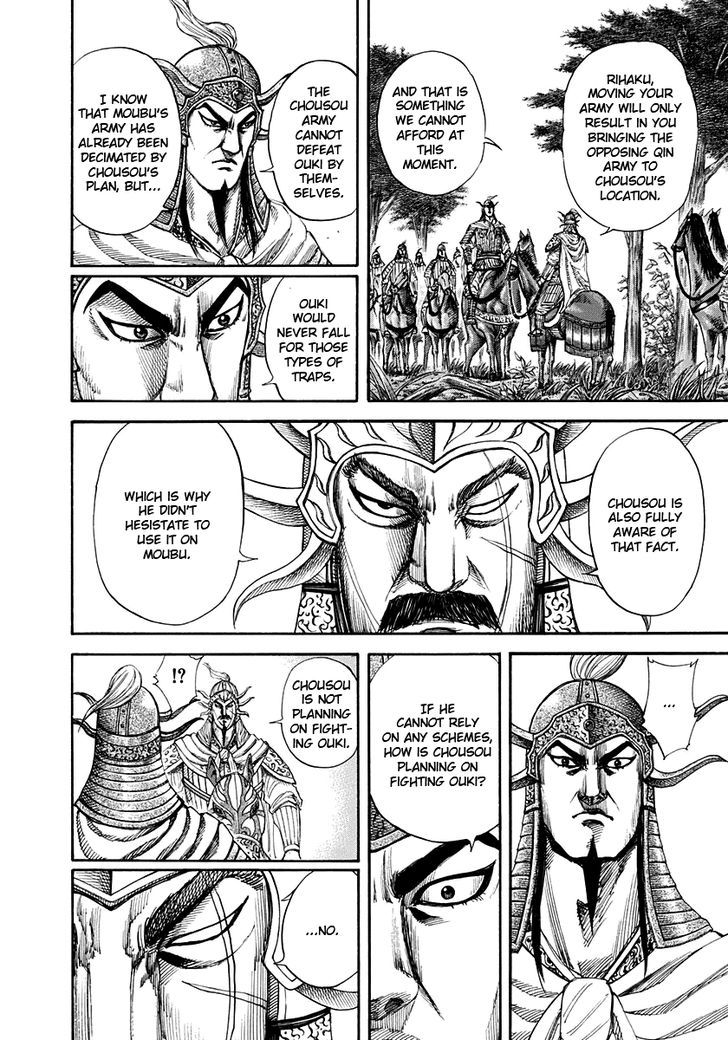 RIHAKU,
MOVING YOUR
ARMY WILL ONLY
RESULT IN YOU
BRINGING THE
OPPOSING QIN
ARMY TO
CHOUSOU'S
LOCATION.
AND THAT IS
SOMETHING
WE CANNOT
AFFORD AT
THIS
MOMENT.
THE
CHOUSOU
ARMY
CANNOT
DEFEAT
OUKI BY
THEM-
SELVES.
I KNOW
THAT MOUBU'S
ARMY HAS
ALREADY BEEN
DECIMATED BY
CHOUSOU'S
PLAN, BUT...
OUKI
WOULD
NEVER FALL
FOR THOSE
TYPES OF
TRAPS.
CHOUSOU IS
ALSO FULLY
AWARE OF
THAT FACT.
WHICH IS WHY
HE DIDN'T
HESISTATE TO
USE IT ON
MOUBU.
...
IF HE
CANNOT RELY
ON ANY SCHEMES,
HOW IS CHOUSOU
PLANNING ON
FIGHTING OUKI?
CHOUSOU
IS NOT
PLANNING
ON FIGHT-
ING OUKI.
!?
...NO.